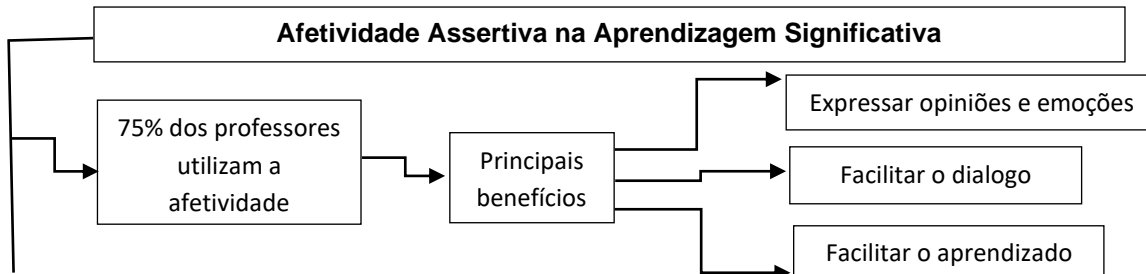 Afetividade Assertiva na Aprendizagem Significativa
75% dos professores
utilizam a
afetividade
Principais
benefícios
Expressar opiniões e emoções
Facilitar o dialogo
Facilitar o aprendizado